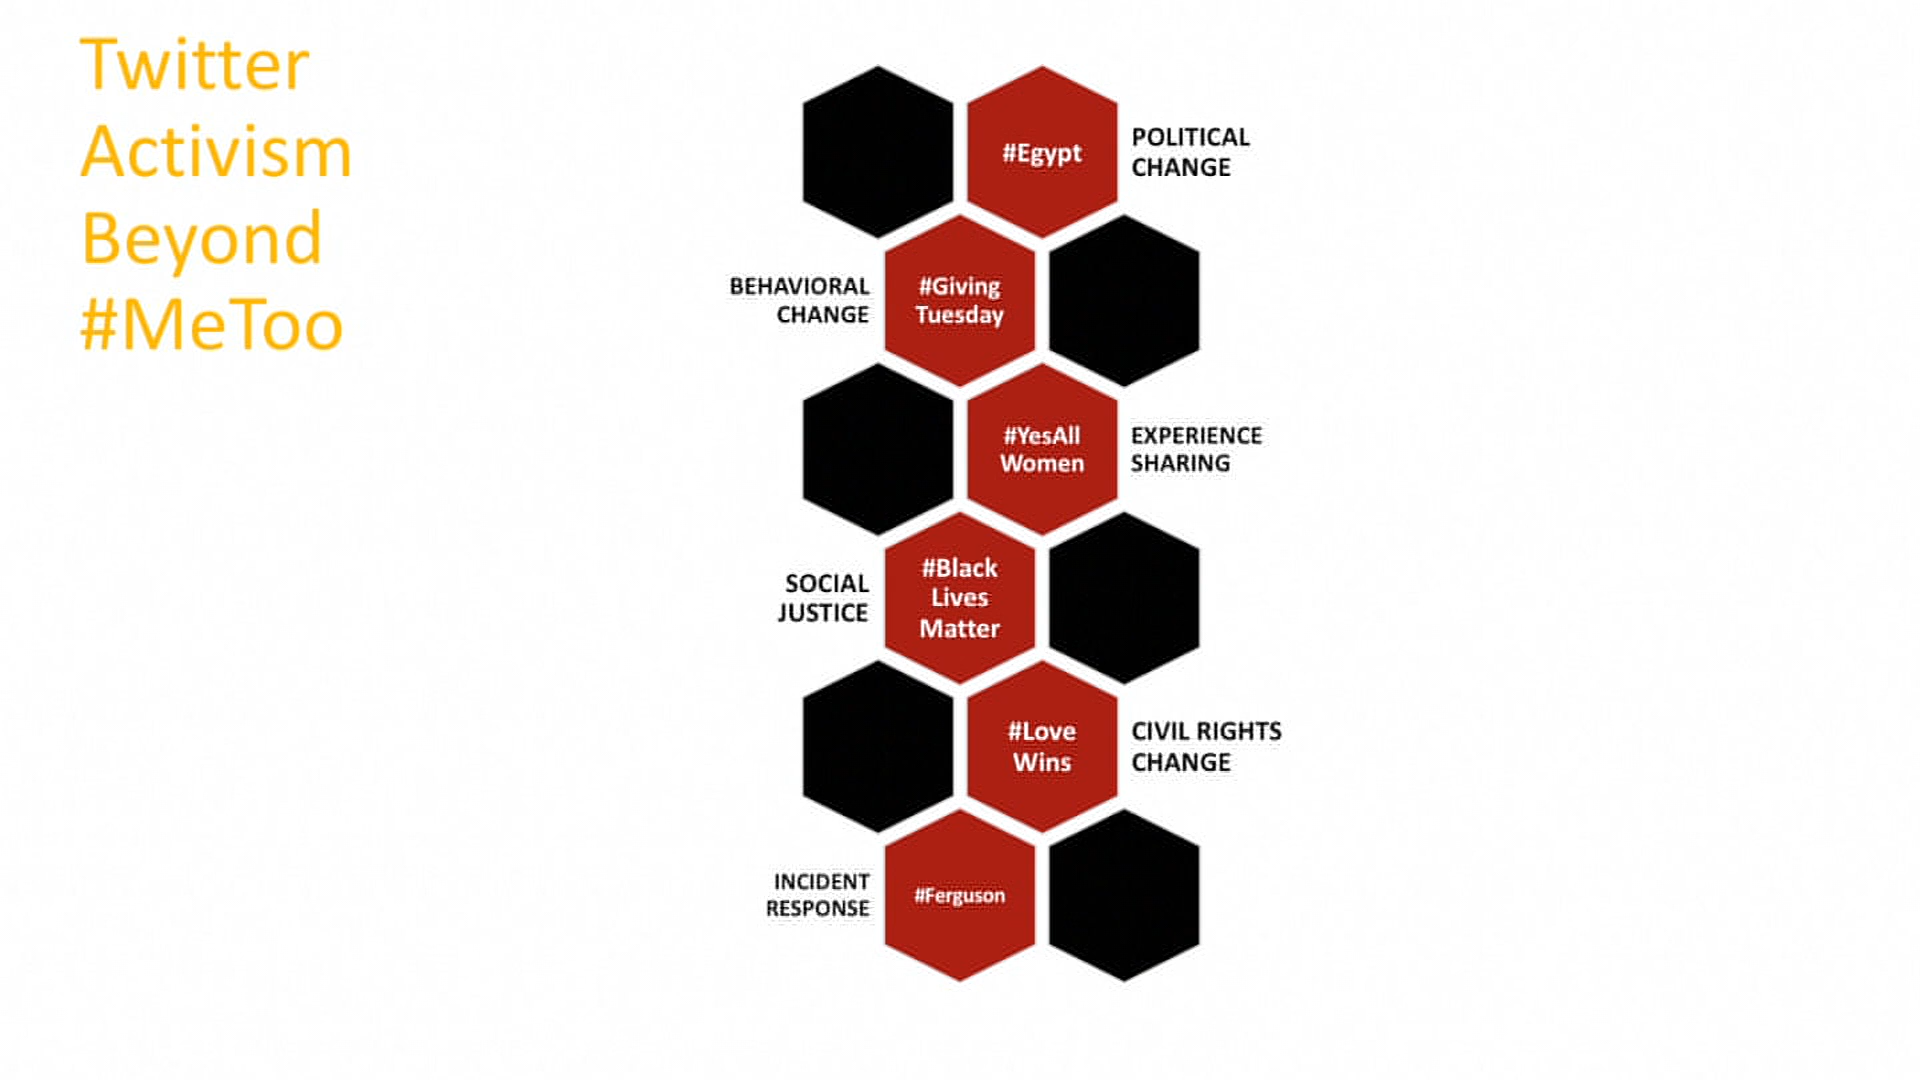 Twitter
Activism
Beyond
#MeToo
#Egypt
POLITICAL
CHANGE
BEHAVIORAL
CHANGE
#Giving
Tuesday
#YesAll
Women
EXPERIENCE
SHARING
SOCIAL
JUSTICE
#Black
Lives
Matter
#Love
Wins
CIVIL RIGHTS
CHANGE
INCIDENT
RESPONSE
#Ferguson